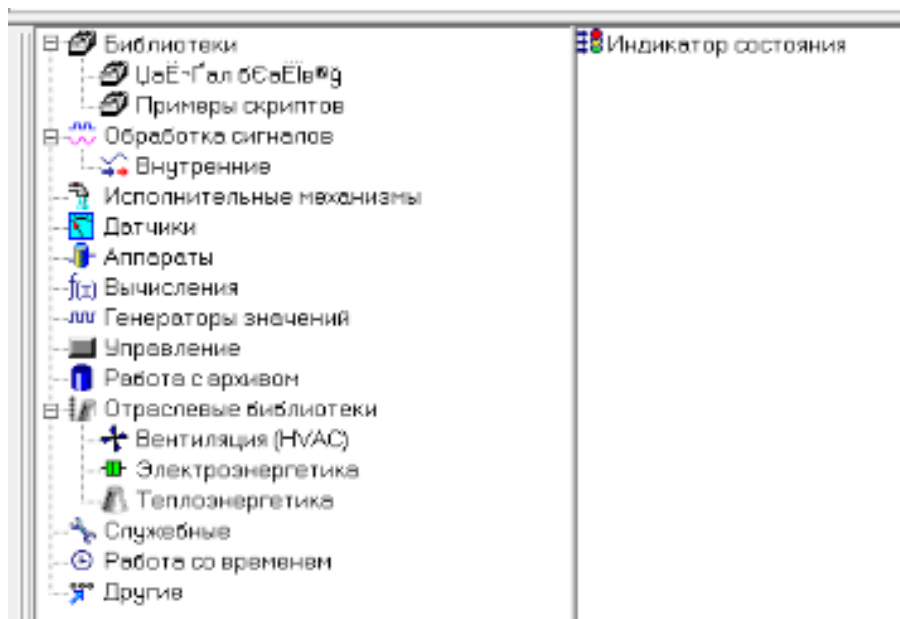 Библиотеки
Примеры скриптов
Обработка сигналов
Внутренние
Исполнительные механизмы
Датчики
Аппараты
f(x) Вычисления
Генераторы значений
Управление
Работа с архивом
Отраслевые библиотеки
Вентиляция (HVAC)
Электроэнергетика
Теплоэнергетика
Служебные
Работа со временем
Другие
Индикатор состояния